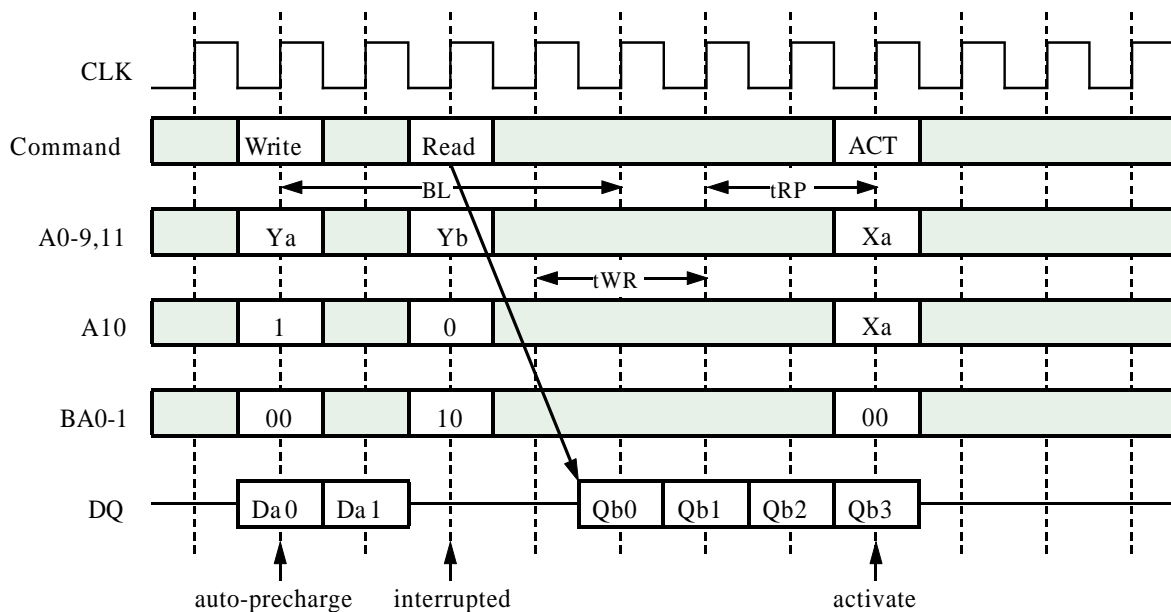 CLK
Command Write Read ACT
BL tRP
A0-9,11 Ya Yb Xa
tWR
A10 1 0 Xa
BA0-1 00 10 00
DQ Da0 Da1 Qb0 Qb1 Qb2 Qb3
auto-precharge interrupted activate